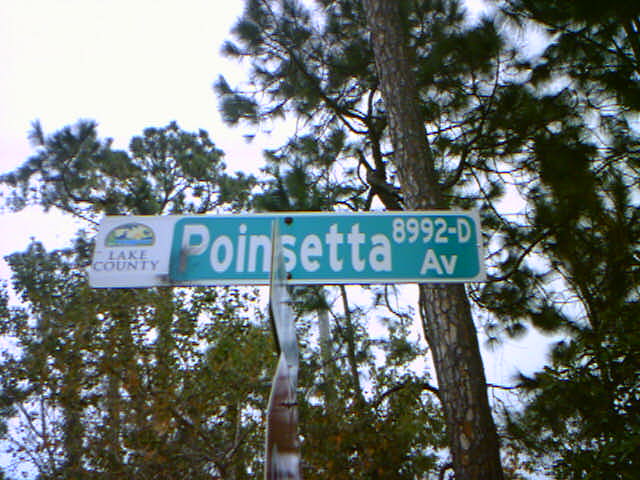 LAKE
COUNTY
Poinsetta
8992-D
Av